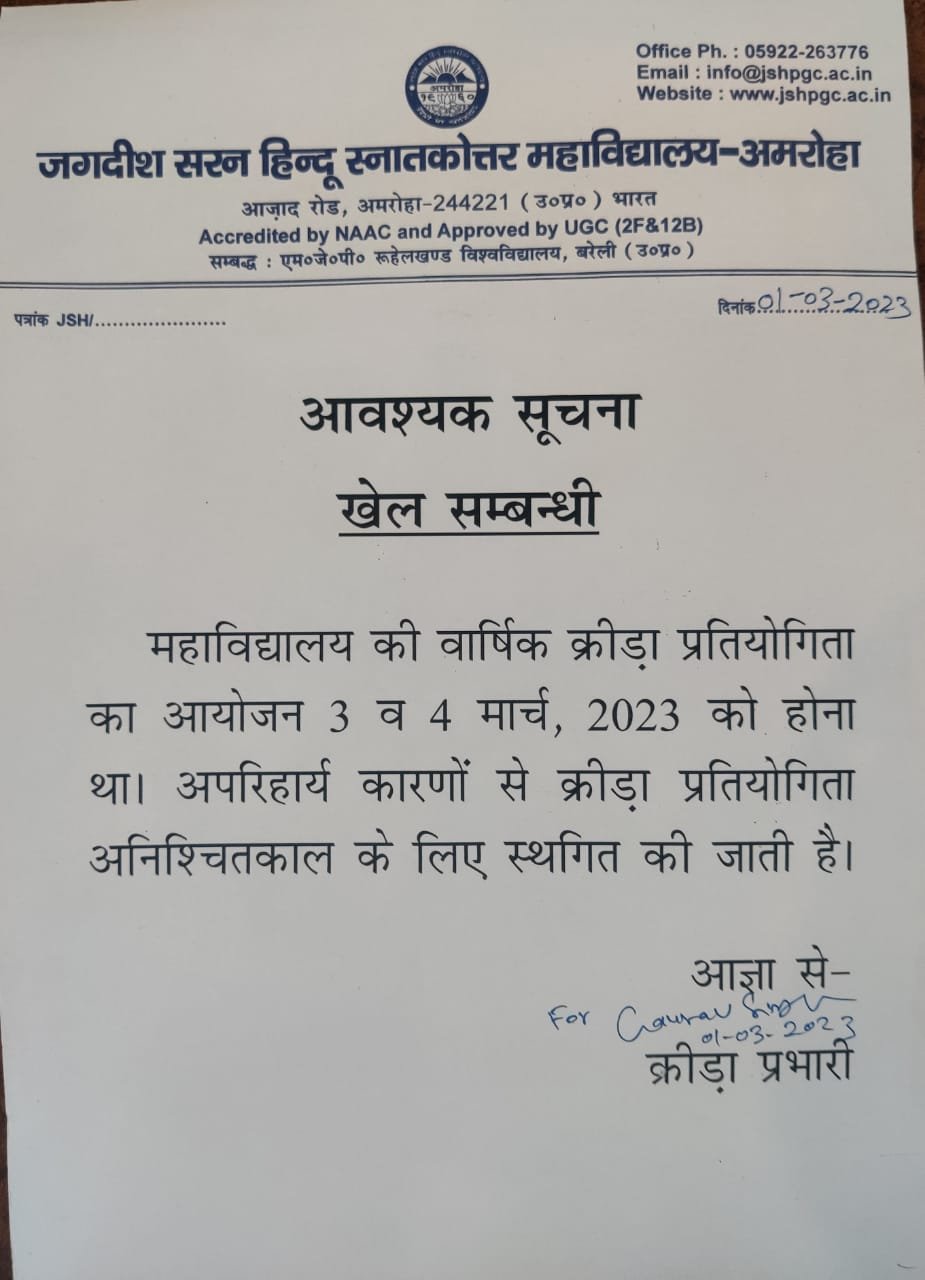 Office Ph. : 05922-263776
Email : info@jshpgc.ac.in
Website : www.jshpgc.ac.in
अमरोहा
१९६०
जगदीश सरन हिन्दू स्नातकोत्तर महाविद्यालय-अमरोहा
आज़ाद रोड, अमरोहा-244221 (उ०प्र०) भारत
Accredited by NAAC and Approved by UGC (2F&12B)
सम्बद्ध : एम०जे०पी० रूहेलखण्ड विश्वविद्यालय, बरेली (उ०प्र०)
पत्रांक JSH/......................
दिनांक 01-03-2023
आवश्यक सूचना
खेल सम्बन्धी
महाविद्यालय की वार्षिक क्रीड़ा प्रतियोगिता
का आयोजन 3 व 4 मार्च, 2023 को होना
था। अपरिहार्य कारणों से क्रीड़ा प्रतियोगिता
अनिश्चितकाल के लिए स्थगित की जाती है।
आज्ञा से-
For Gaurav Singh
01-03-2023
क्रीड़ा प्रभारी